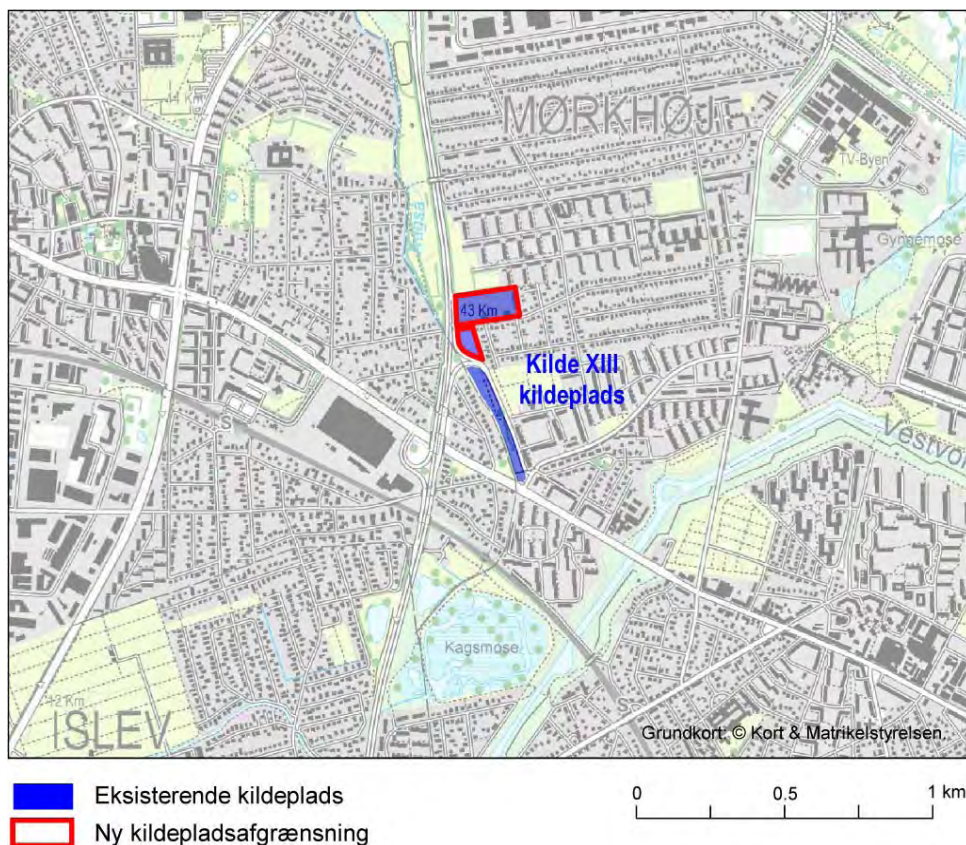 MØRKHØJ
TV-Byen
Gyngemose
43 Km
Kilde XIII
kildeplads
S
Kagsmose
12 Km
S
ISLEV
Grundkort: © Kort & Matrikelstyrelsen.
Eksisterende kildeplads
Ny kildepladsafgrænsning
0 0,5 1 km